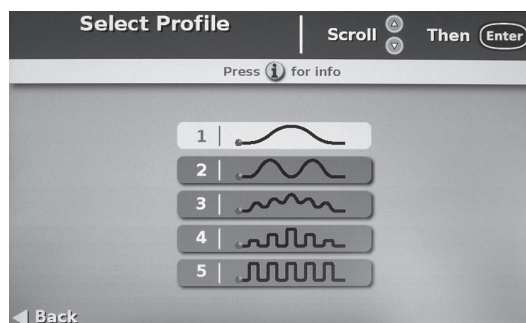 Select Profile
Scroll Then Enter
Press i for info
1
2
3
4
5
Back